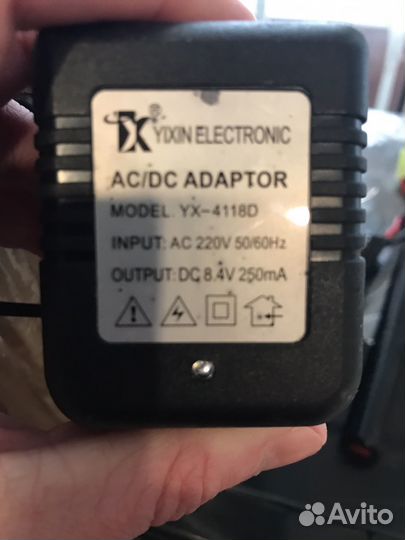 YX® YIXIN ELECTRONIC
AC/DC ADAPTOR
MODEL: YX-4118D
INPUT: AC 220V 50/60Hz
OUTPUT: DC 8.4V 250mA
Avito